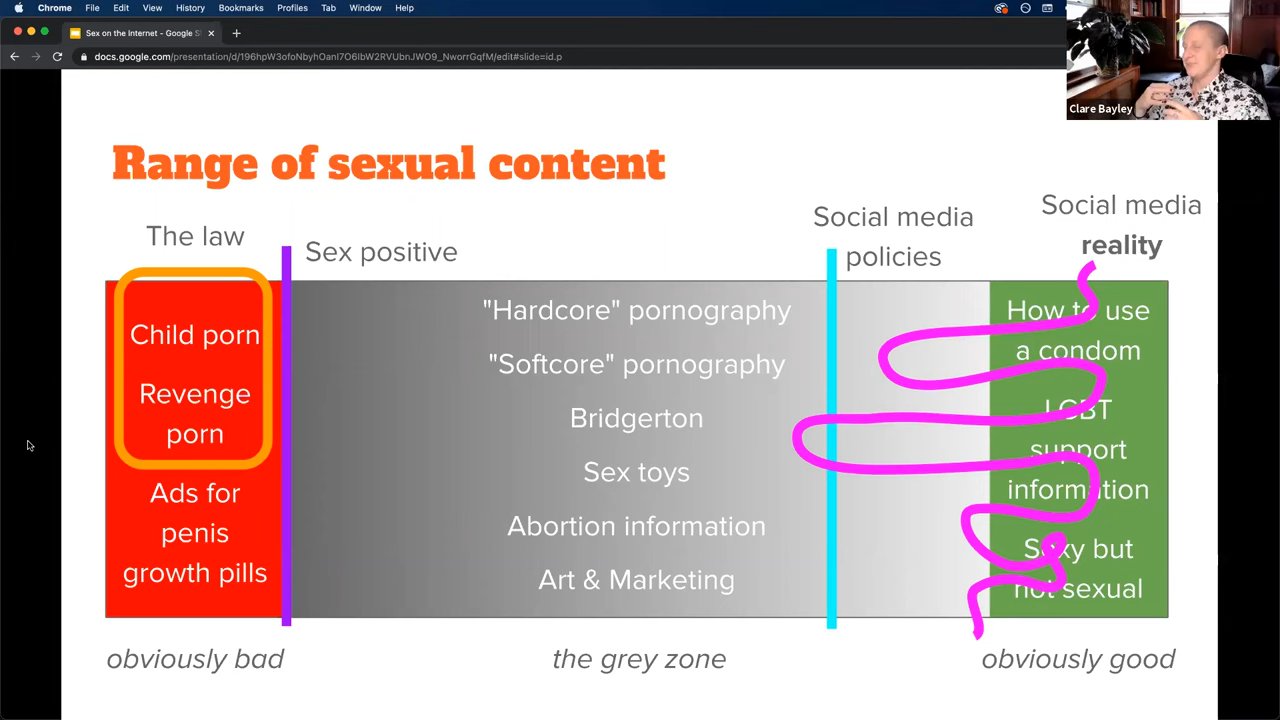 Chrome File Edit View History Bookmarks Profiles Tab Window Help
Sex on the Internet - Google S
docs.google.com/presentation/d/196hpW3ofoNbyhOanI7O6IbW2RVUbnJWO9_NworrGqfM/edit#slide=id.p
Clare Bayley
Range of sexual content
The law
Sex positive
Social media
policies
Social media
reality
Child porn
Revenge
porn
Ads for
penis
growth pills
"Hardcore" pornography
"Softcore" pornography
Bridgerton
Sex toys
Abortion information
Art & Marketing
How to use
a condom
LGBT
support
information
Sexy but
not sexual
obviously bad
the grey zone
obviously good